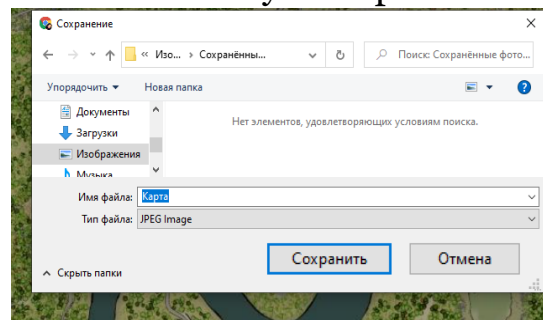 Сохранение
« Изо... › Сохранённы...
Поиск: Сохранённые фото...
Упорядочить
Новая папка
Документы
Загрузки
Изображения
Музыка
Нет элементов, удовлетворяющих условиям поиска.
Имя файла: Карта
Тип файла: JPEG Image
Скрыть папки
Сохранить
Отмена